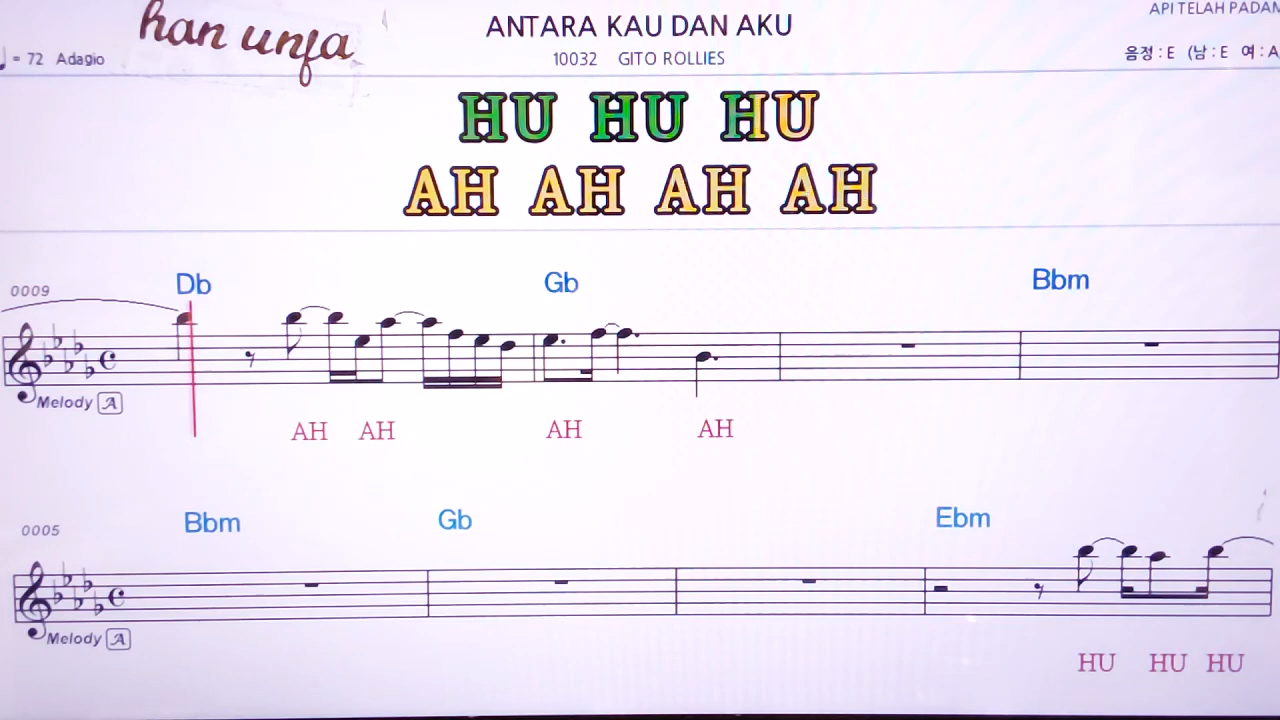 han unja
ANTARA KAU DAN AKU
API TELAH PADAM
= 72 Adagio
10032 GITO ROLLIES
음정 : E (남 : E 여 : A
HU HU HU
AH AH AH AH
0009
Db Gb Bbm
Melody A
AH AH AH AH
0005
Bbm Gb Ebm
Melody A
HU HU HU